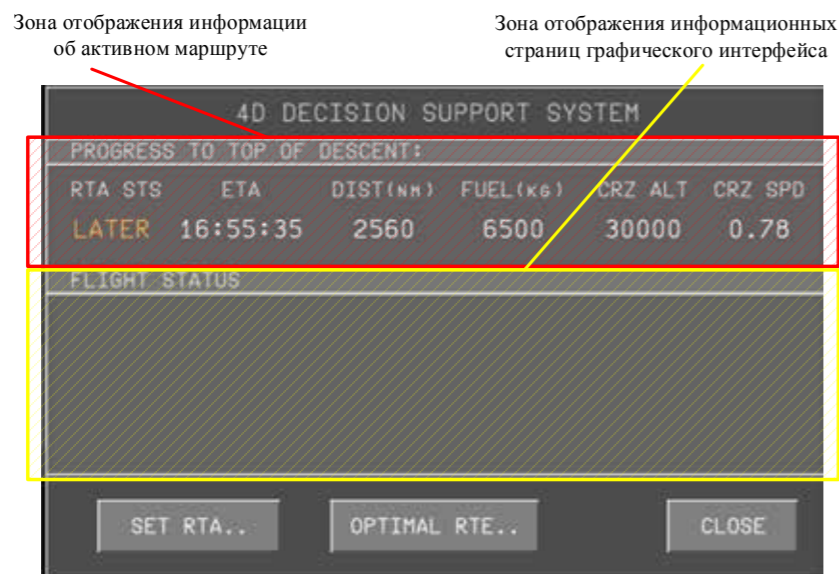 Зона отображения информации
об активном маршруте
Зона отображения информационных
страниц графического интерфейса
4D DECISION SUPPORT SYSTEM
PROGRESS TO TOP OF DESCENT:
RTA STS ETA DIST(NM) FUEL(KG) CRZ ALT CRZ SPD
LATER 16:55:35 2560 6500 30000 0.78
FLIGHT STATUS
SET RTA.. OPTIMAL RTE.. CLOSE